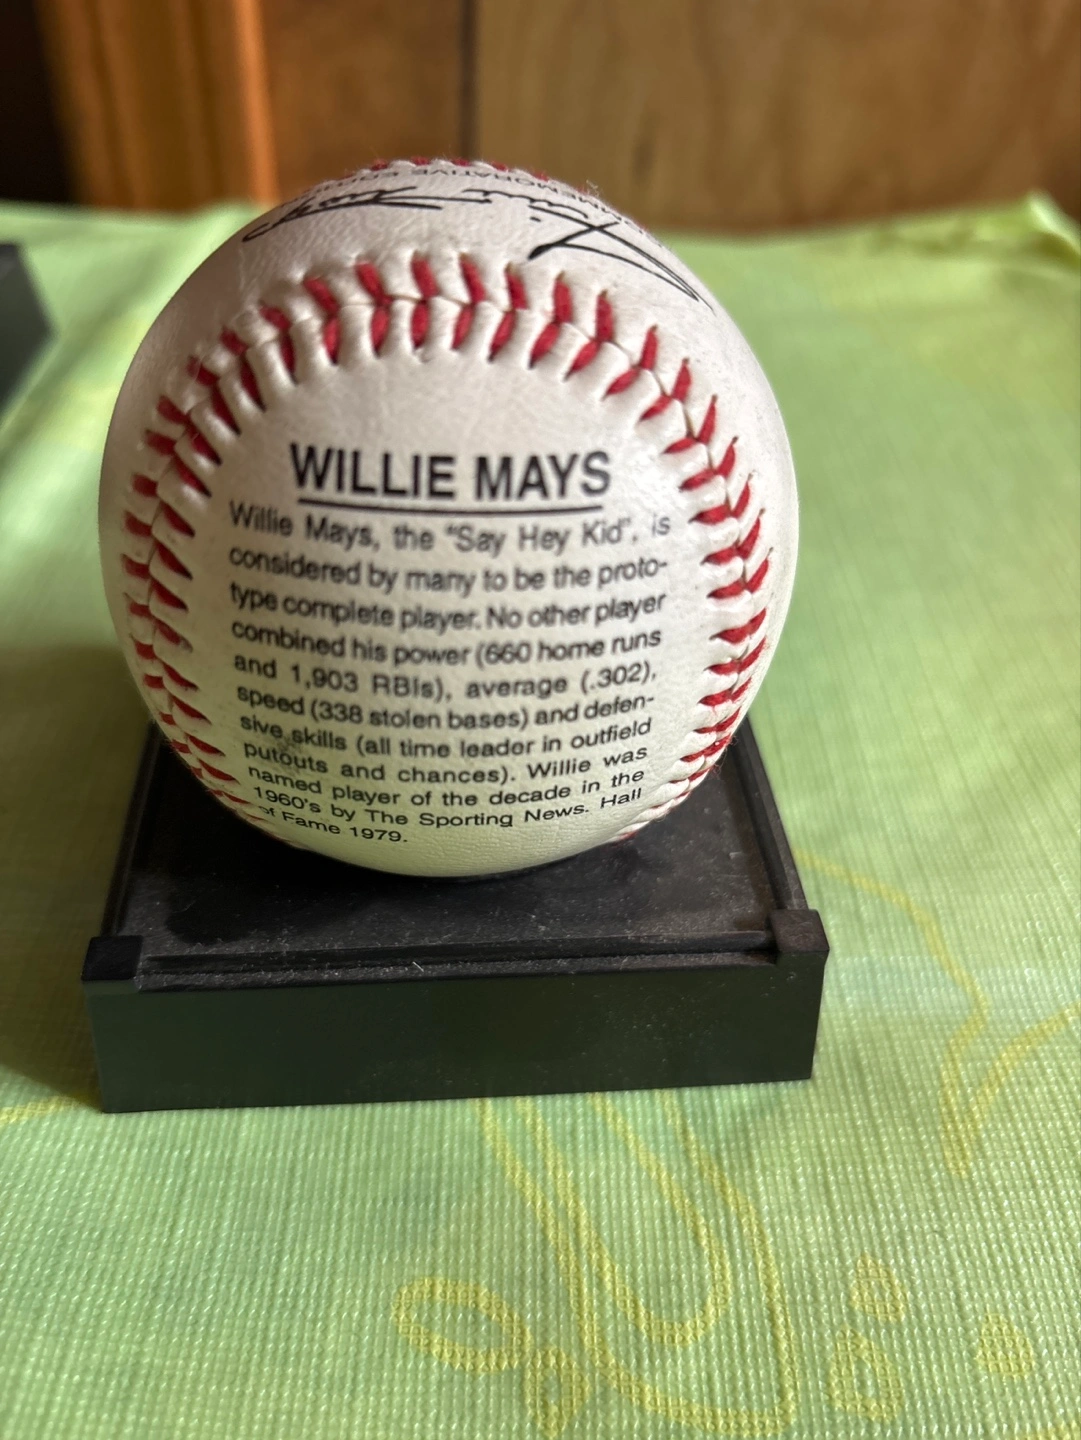 WILLIE MAYS
Willie Mays, the "Say Hey Kid", is
considered by many to be the proto-
type complete player. No other player
combined his power (660 home runs
and 1,903 RBIs), average (.302),
speed (338 stolen bases) and defen-
sive skills (all time leader in outfield
putouts and chances). Willie was
named player of the decade in the
1960's by The Sporting News. Hall
of Fame 1979.